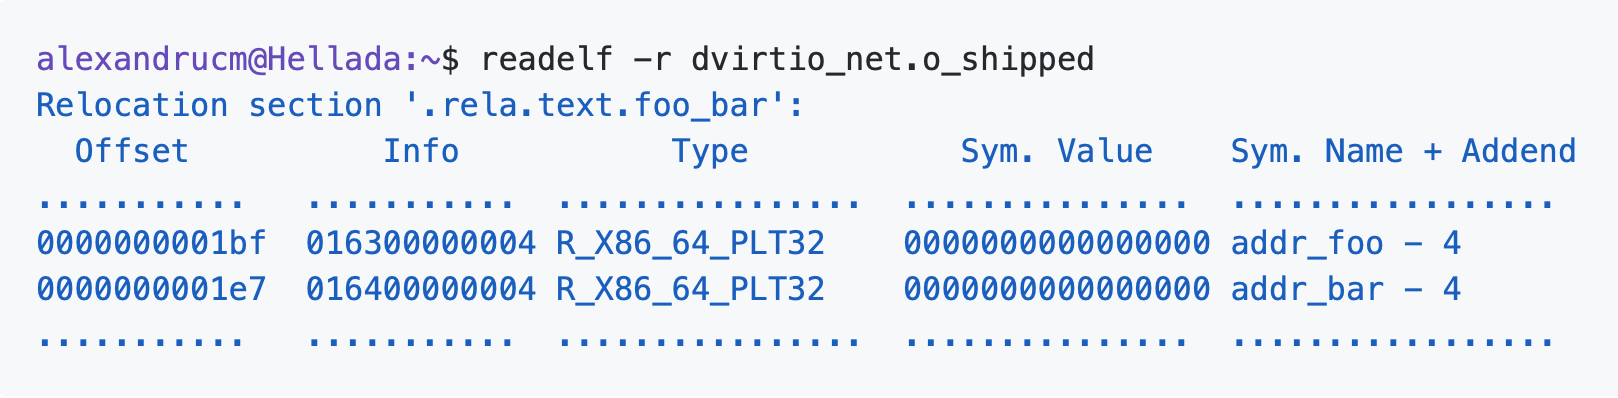 alexandrucm@Hellada:~$ readelf -r dvirtio_net.o_shipped
Relocation section '.rela.text.foo_bar':
  Offset          Info           Type           Sym. Value    Sym. Name + Addend
...........   ...........  ................  ...............  .................
0000000001bf  016300000004 R_X86_64_PLT32    0000000000000000 addr_foo - 4
0000000001e7  016400000004 R_X86_64_PLT32    0000000000000000 addr_bar - 4
...........   ...........  ................  ...............  .................